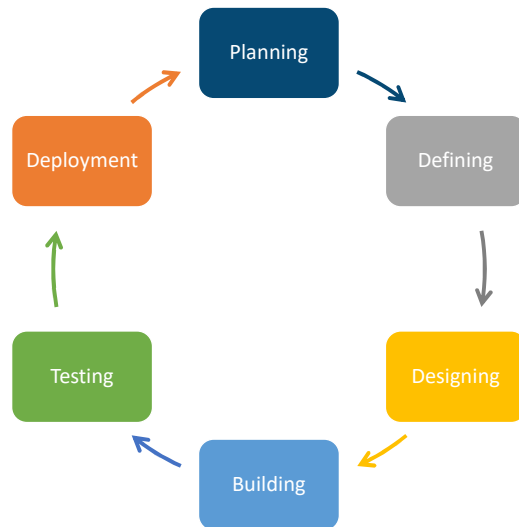 Planning
Defining
Designing
Building
Testing
Deployment